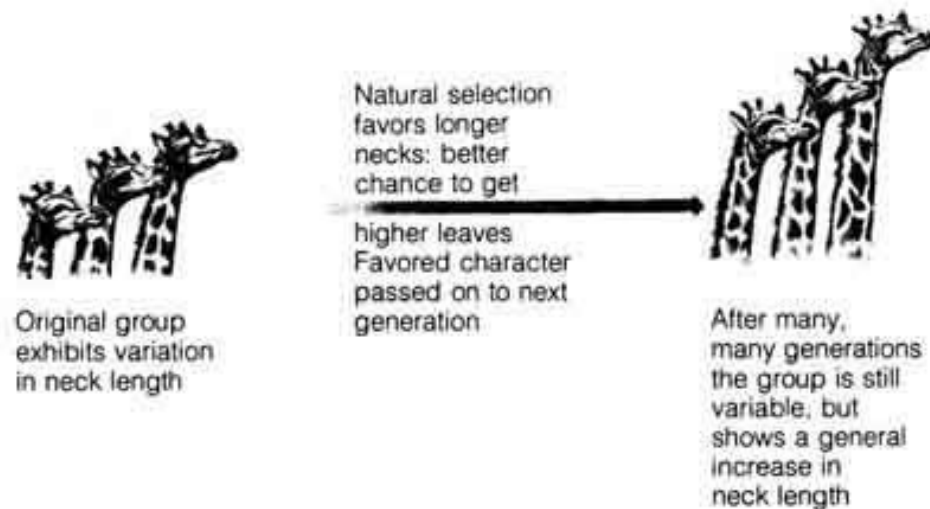 Original group
exhibits variation
in neck length
Natural selection
favors longer
necks: better
chance to get
higher leaves
Favored character
passed on to next
generation
After many,
many generations
the group is still
variable, but
shows a general
increase in
neck length